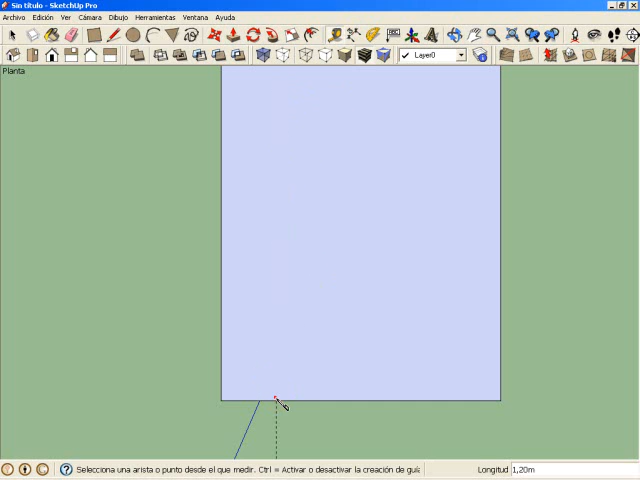 Sin título - SketchUp Pro
Archivo Edición Ver Cámara Dibujo Herramientas Ventana Ayuda
Layer0
Planta
Selecciona una arista o punto desde el que medir. Ctrl = Activar o desactivar la creación de guía
Longitud 1,20m